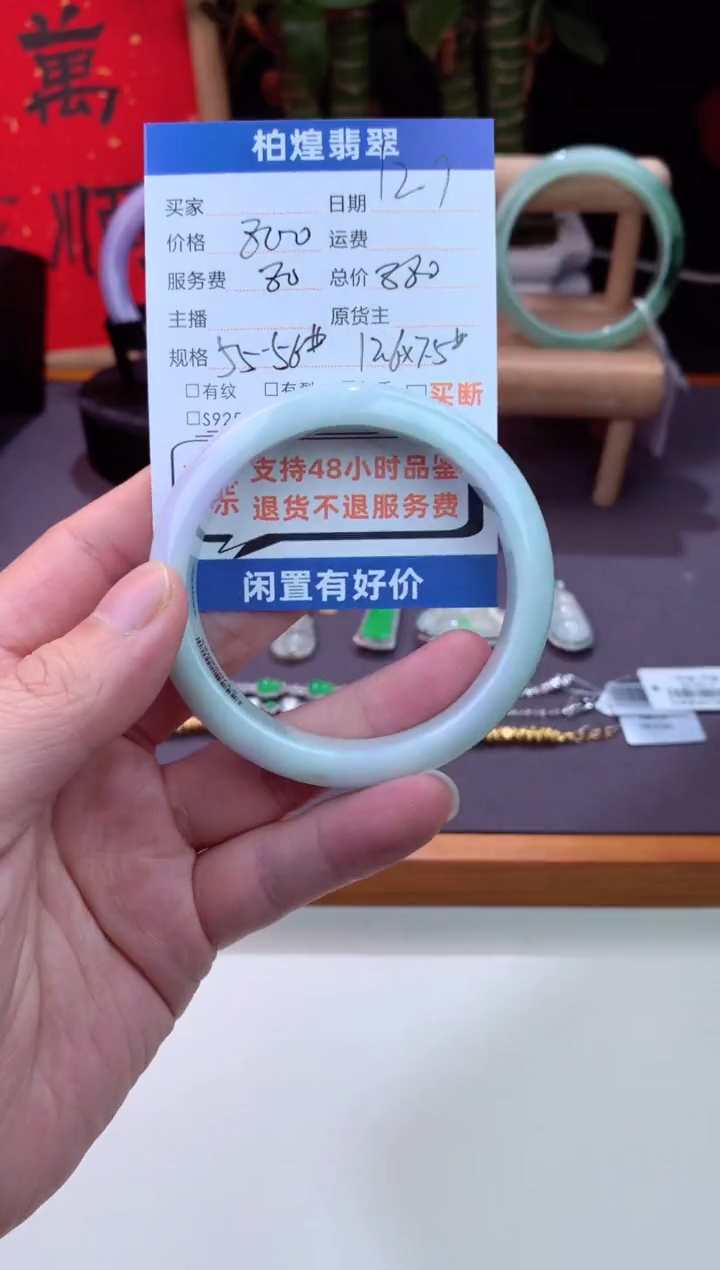 萬
柏煌翡翠
买家 日期 12.7
价格 800 运费
服务费 80 总价 880
主播 原货主
规格 55-56# 12.6x7.5#
□有纹 □有 买断
□S925
支持48小时品鉴
示 退货不退服务费
闲置有好价